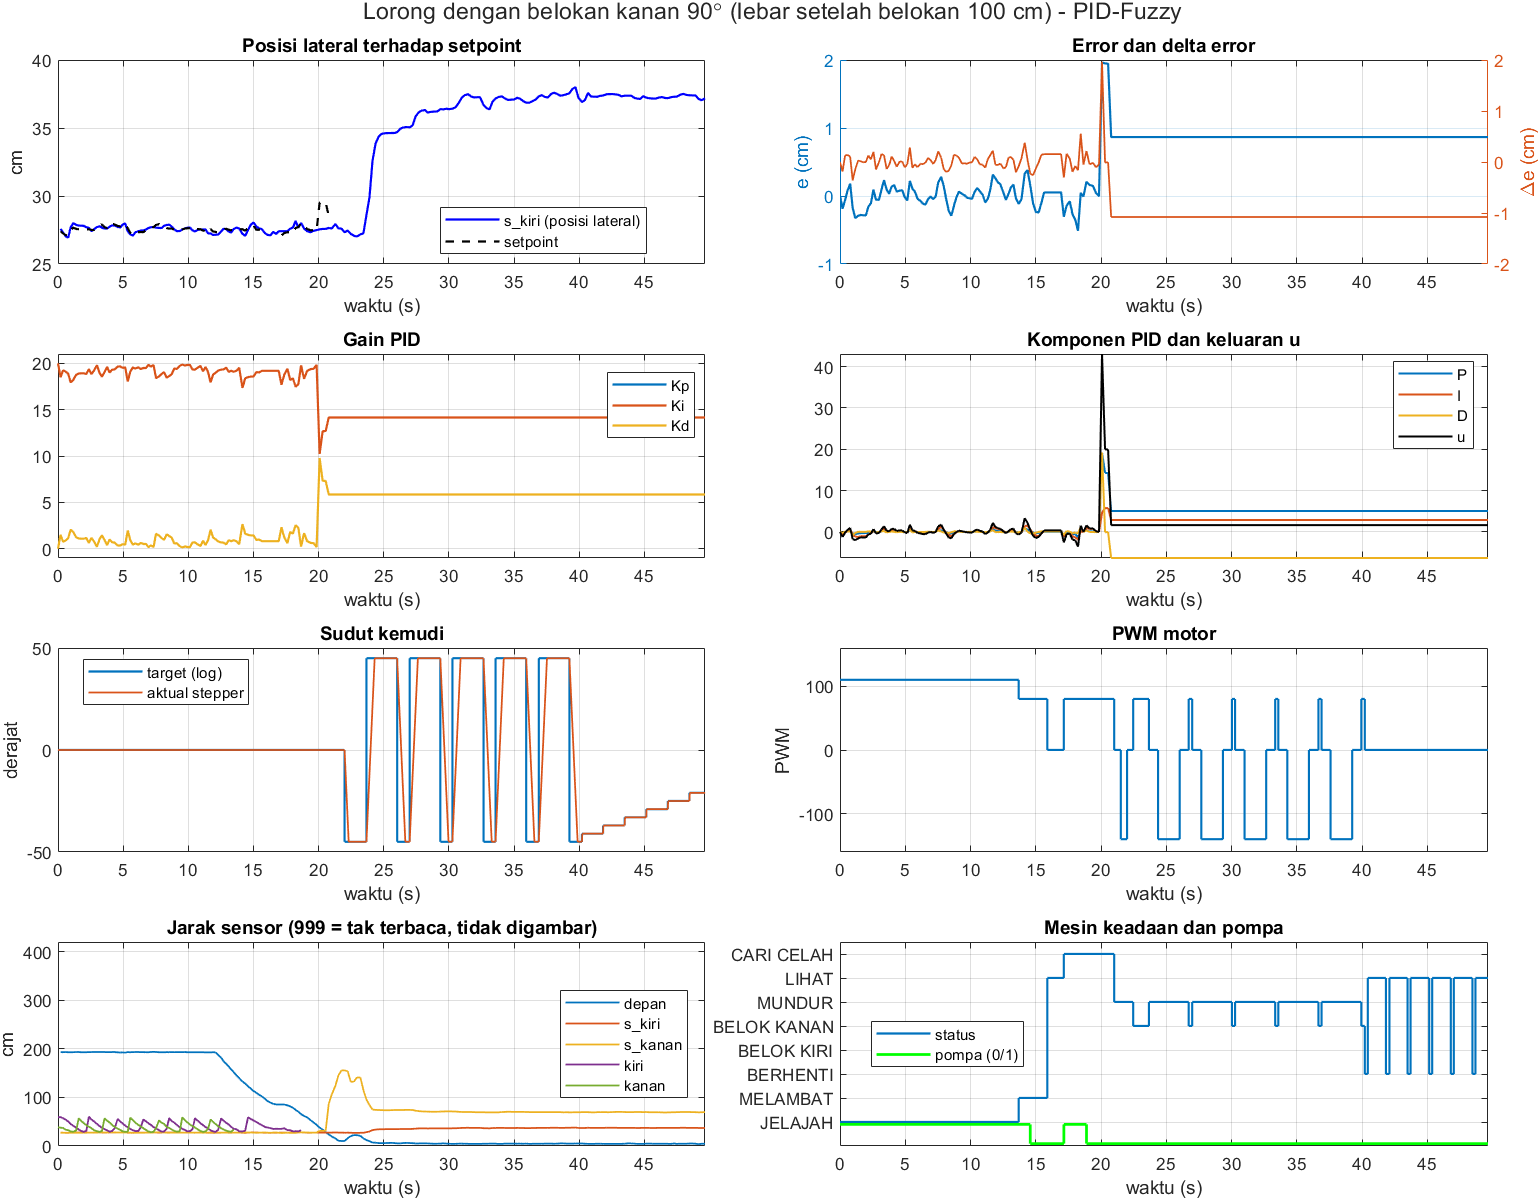 Lorong dengan belokan kanan 90° (lebar setelah belokan 100 cm) - PID-Fuzzy
Posisi lateral terhadap setpoint
40
35
30
25
cm
0 5 10 15 20 25 30 35 40 45
waktu (s)
s_kiri (posisi lateral)
setpoint
Error dan delta error
2
1
0
-1
e (cm)
2
1
0
-1
-2
Δe (cm)
0 5 10 15 20 25 30 35 40 45
waktu (s)
Gain PID
20
15
10
5
0
0 5 10 15 20 25 30 35 40 45
waktu (s)
Kp
Ki
Kd
Komponen PID dan keluaran u
40
30
20
10
0
0 5 10 15 20 25 30 35 40 45
waktu (s)
P
I
D
u
Sudut kemudi
50
0
-50
derajat
0 5 10 15 20 25 30 35 40 45
waktu (s)
target (log)
aktual stepper
PWM motor
100
0
-100
PWM
0 5 10 15 20 25 30 35 40 45
waktu (s)
Jarak sensor (999 = tak terbaca, tidak digambar)
400
300
200
100
0
cm
0 5 10 15 20 25 30 35 40 45
waktu (s)
depan
s_kiri
s_kanan
kiri
kanan
Mesin keadaan dan pompa
CARI CELAH
LIHAT
MUNDUR
BELOK KANAN
BELOK KIRI
BERHENTI
MELAMBAT
JELAJAH
0 5 10 15 20 25 30 35 40 45
waktu (s)
status
pompa (0/1)